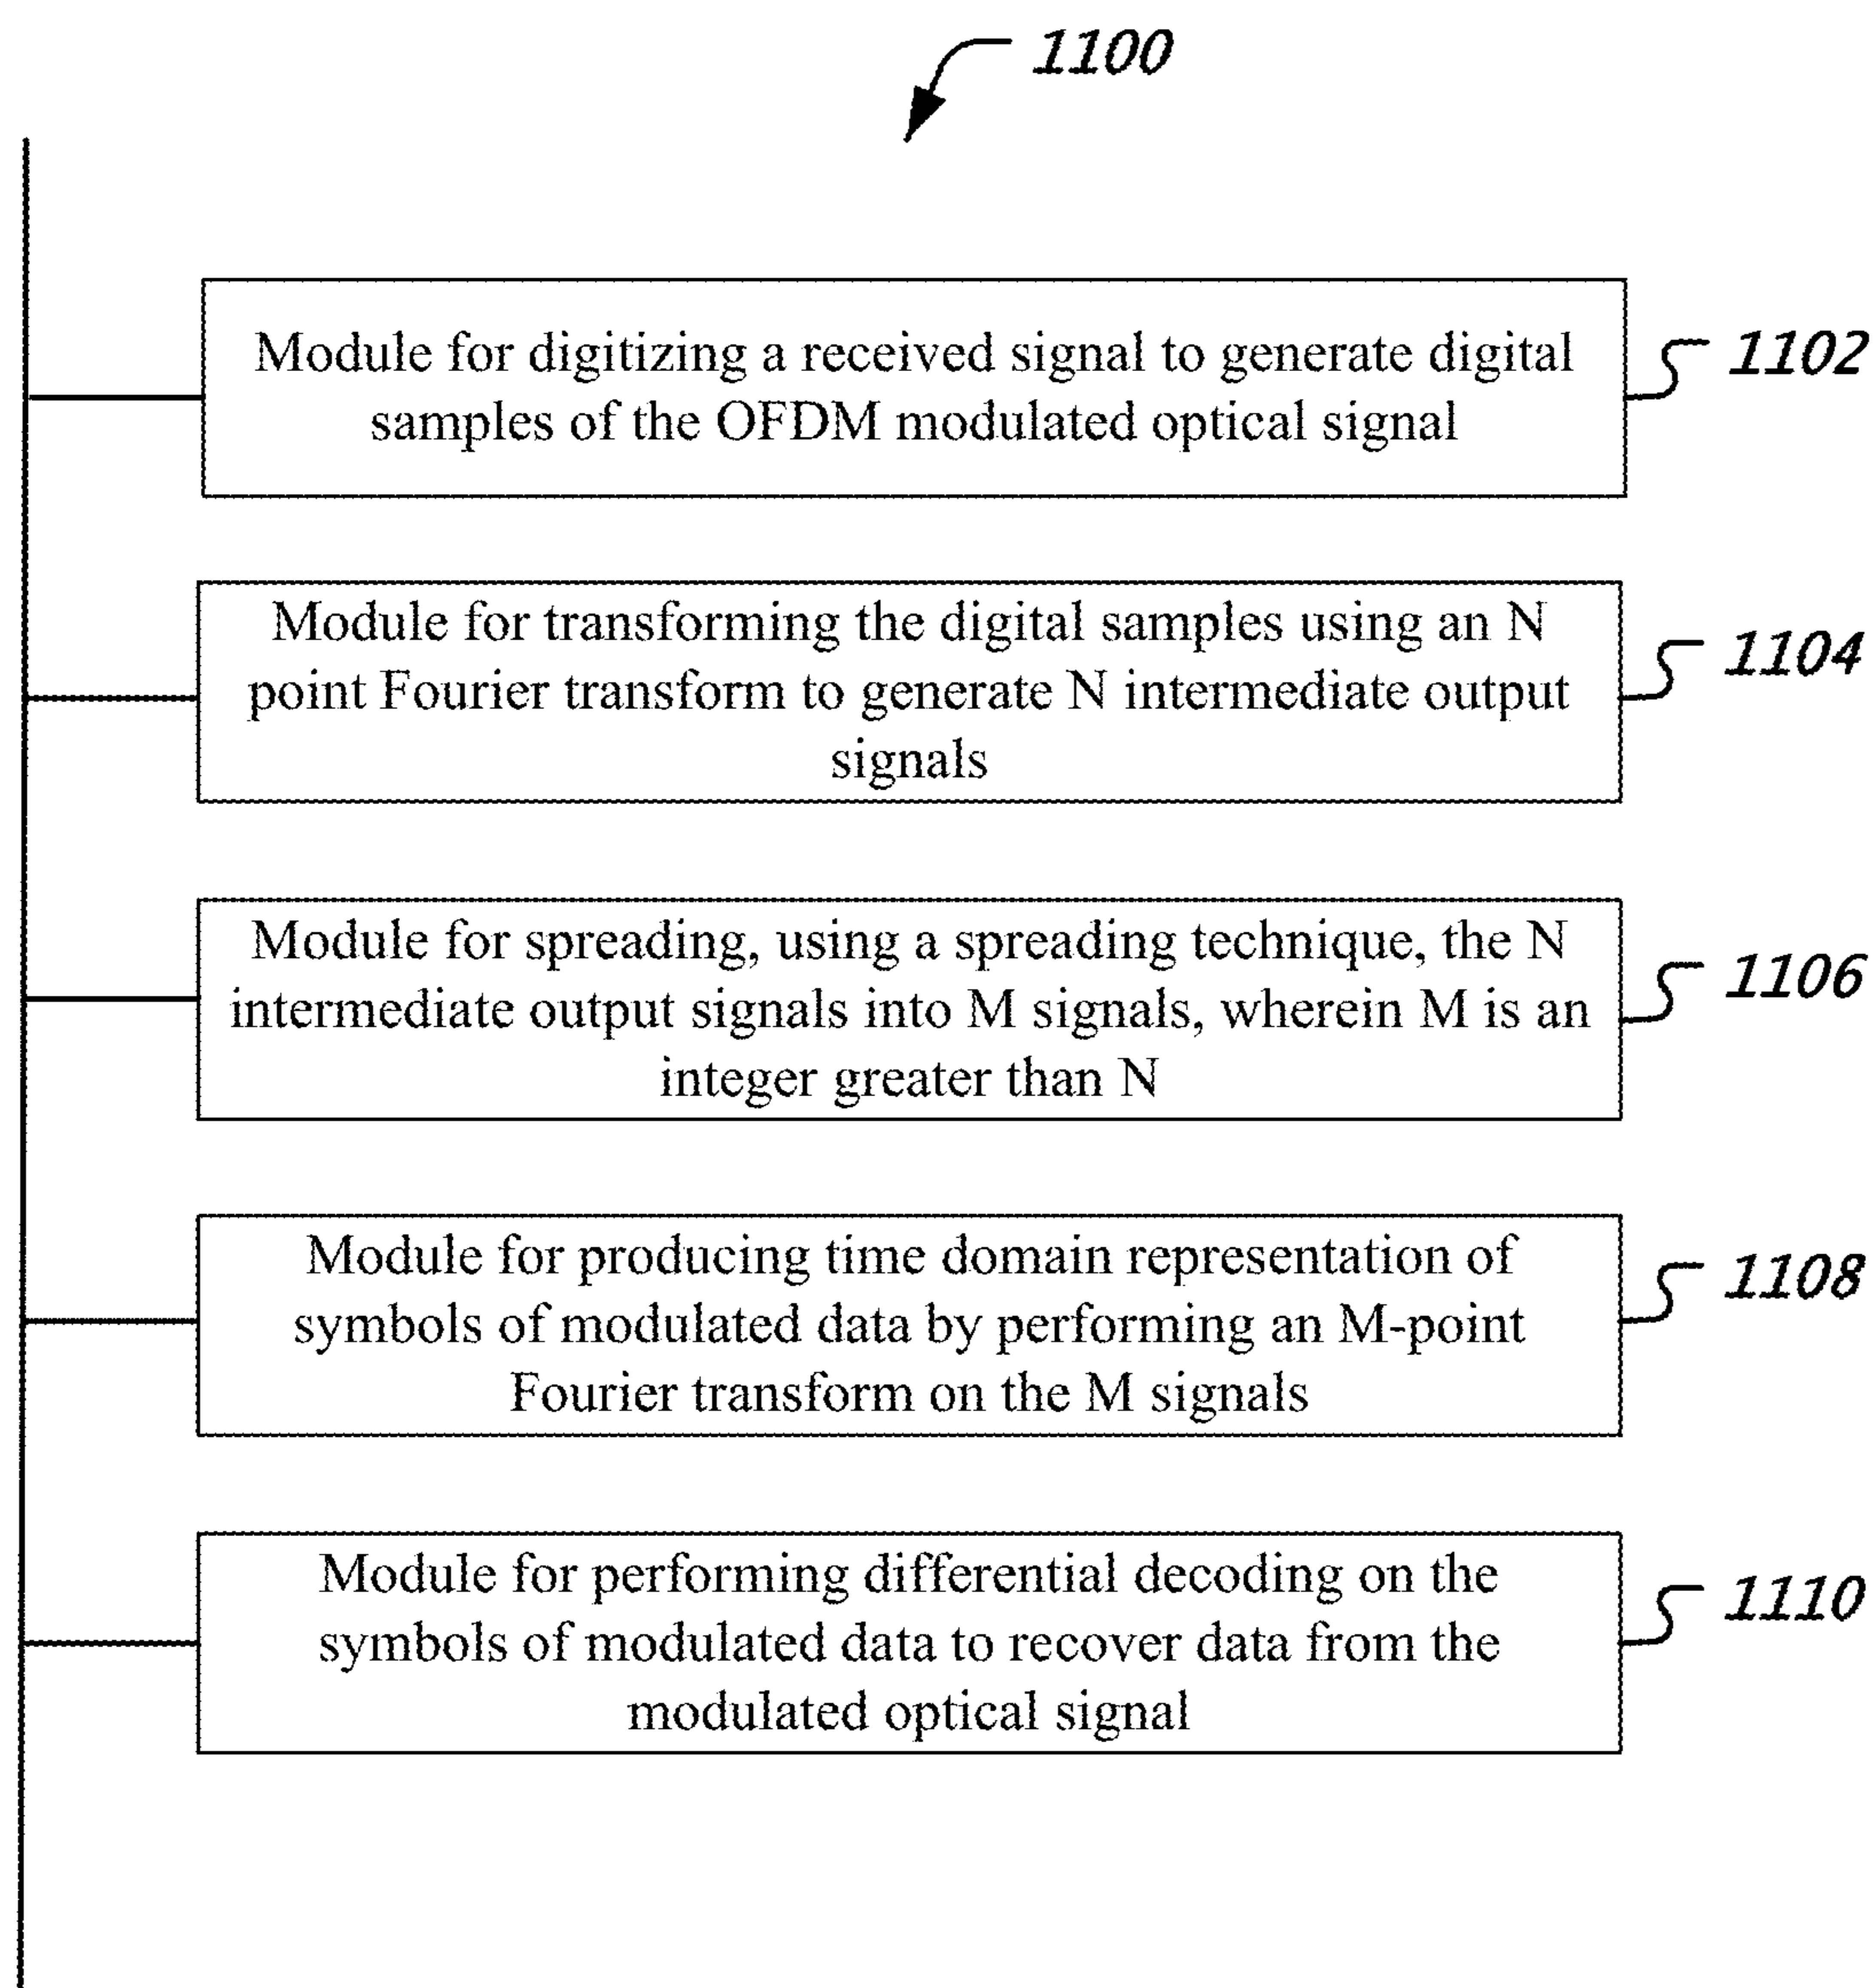 1100
Module for digitizing a received signal to generate digital
samples of the OFDM modulated optical signal
1102
Module for transforming the digital samples using an N
point Fourier transform to generate N intermediate output
signals
1104
Module for spreading, using a spreading technique, the N
intermediate output signals into M signals, wherein M is an
integer greater than N
1106
Module for producing time domain representation of
symbols of modulated data by performing an M-point
Fourier transform on the M signals
1108
Module for performing differential decoding on the
symbols of modulated data to recover data from the
modulated optical signal
1110